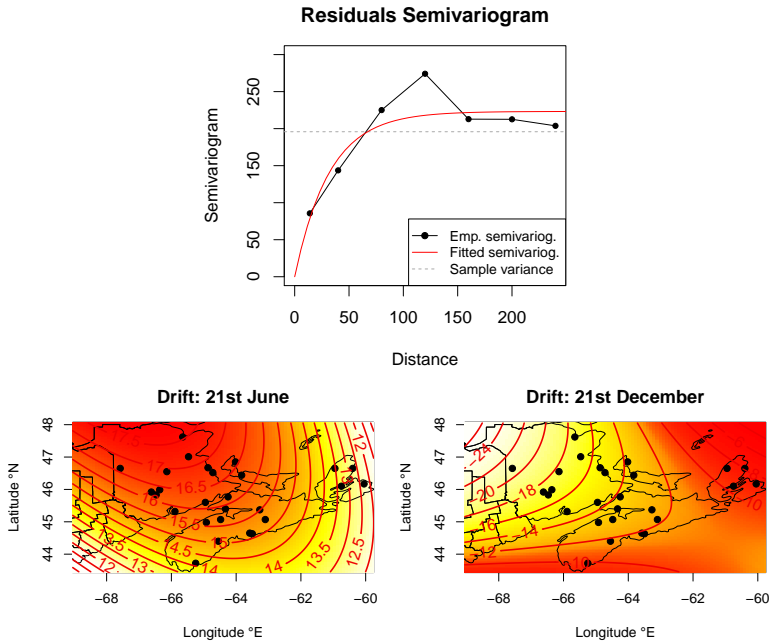 Residuals Semivariogram
Semivariogram
0
50
150
250
Emp. semivariog.
Fitted semivariog.
Sample variance
0 50 100 150 200
Distance
Drift: 21st June
Latitude °N
48
47
46
45
44
17.5
17
16.5
16
15.5
15
14.5
14
13.5
13
12.5
12
13.5
14
−68 −66 −64 −62 −60
Longitude °E
Drift: 21st December
Latitude °N
48
47
46
45
44
−24
−20
−18
−16
−14
−12
10
−68 −66 −64 −62 −60
Longitude °E